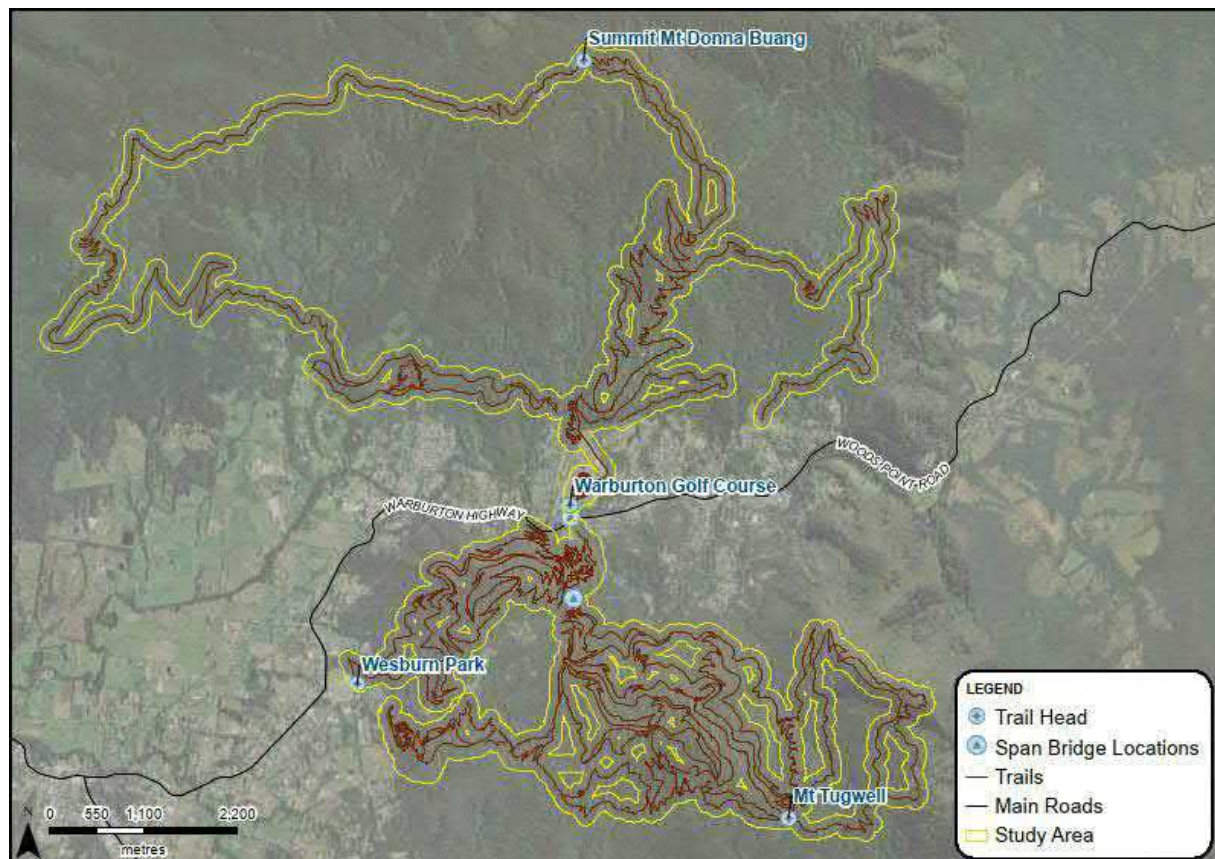 Summit Mt Donna Buang
WOODS POINT ROAD
Warburton Golf Course
WARBURTON HIGHWAY
Wesburn Park
Mt Tugwell
LEGEND
Trail Head
Span Bridge Locations
Trails
Main Roads
Study Area
N
0 550 1,100 2,200
metres